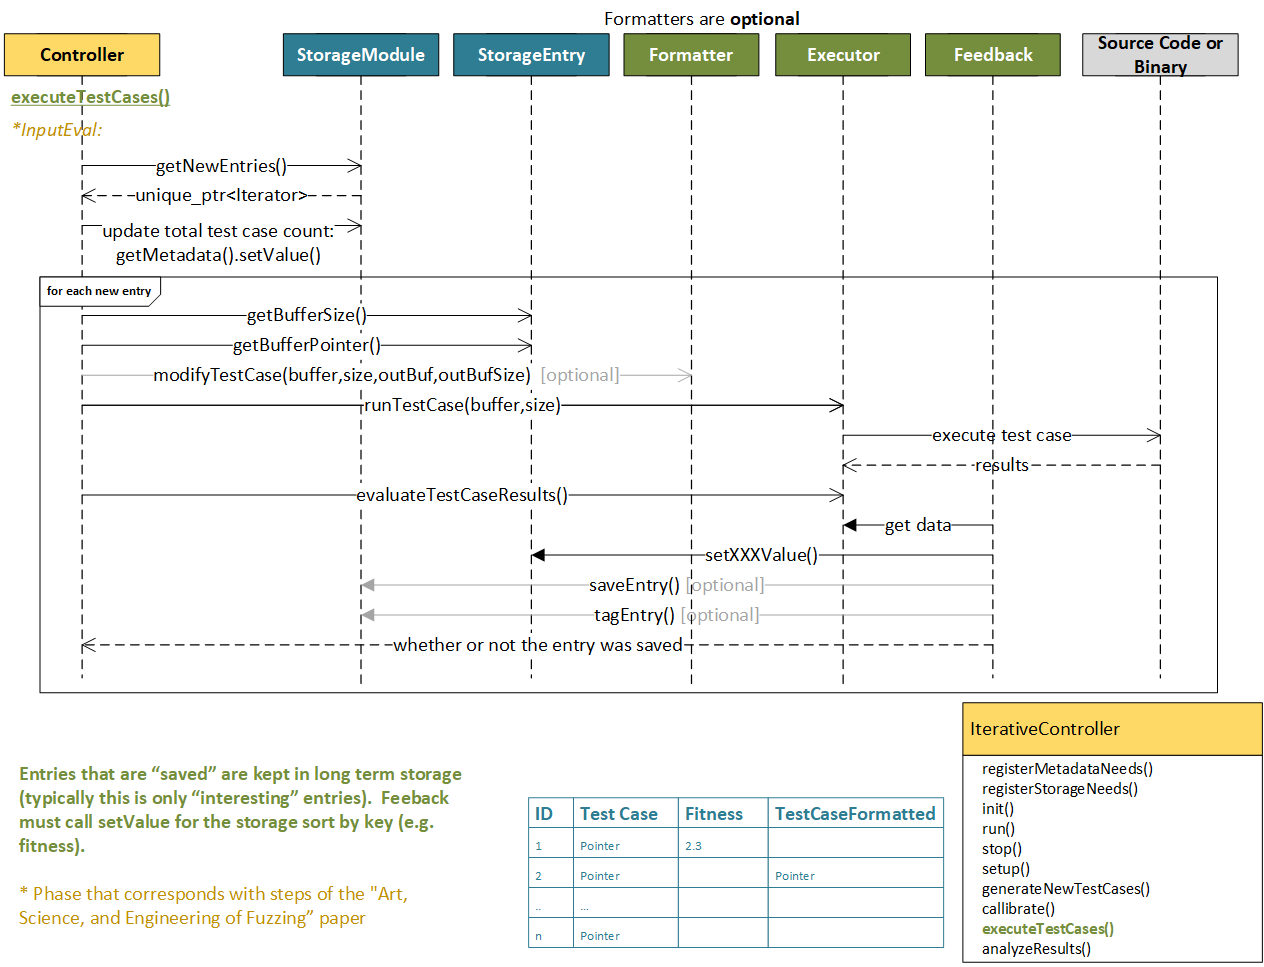 Formatters are optional
Controller
StorageModule
StorageEntry
Formatter
Executor
Feedback
Source Code or
Binary
executeTestCases()
*InputEval:
getNewEntries()
unique_ptr<Iterator>
update total test case count:
getMetadata().setValue()
for each new entry
getBufferSize()
getBufferPointer()
modifyTestCase(buffer,size,outBuf,outBufSize) [optional]
runTestCase(buffer,size)
execute test case
results
evaluateTestCaseResults()
get data
setXXXValue()
saveEntry() [optional]
tagEntry() [optional]
whether or not the entry was saved
Entries that are “saved” are kept in long term storage
(typically this is only “interesting” entries). Feeback
must call setValue for the storage sort by key (e.g.
fitness).
* Phase that corresponds with steps of the "Art,
Science, and Engineering of Fuzzing” paper
ID Test Case Fitness TestCaseFormatted
1 Pointer 2.3
2 Pointer Pointer
.. ...
n Pointer
IterativeController
registerMetadataNeeds()
registerStorageNeeds()
init()
run()
stop()
setup()
generateNewTestCases()
callibrate()
executeTestCases()
analyzeResults()